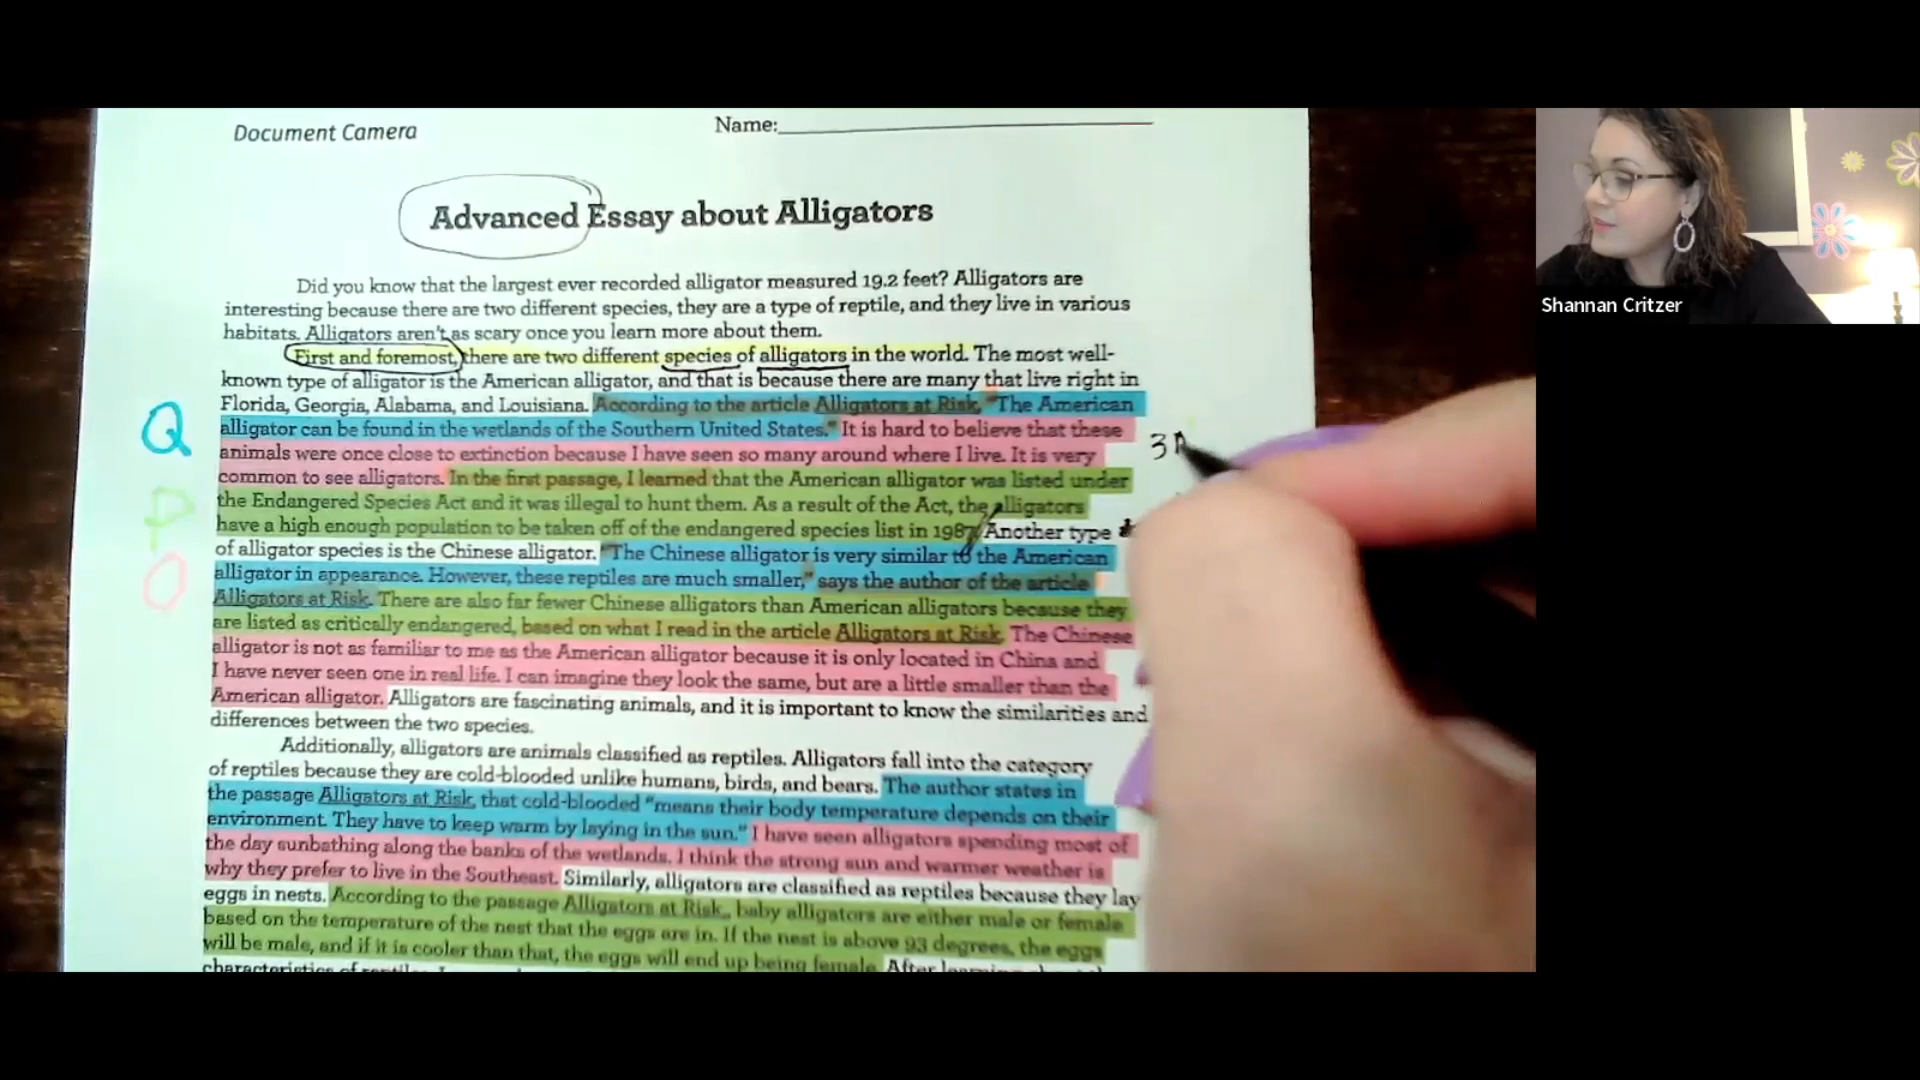 Document Camera
Name:
Advanced Essay about Alligators
Did you know that the largest ever recorded alligator measured 19.2 feet? Alligators are
interesting because there are two different species, they are a type of reptile, and they live in various
habitats. Alligators aren't as scary once you learn more about them.
First and foremost, there are two different species of alligators in the world. The most well-
known type of alligator is the American alligator, and that is because there are many that live right in
Florida, Georgia, Alabama, and Louisiana. According to the article Alligators at Risk, "The American
alligator can be found in the wetlands of the Southern United States." It is hard to believe that these
animals were once close to extinction because I have seen so many around where I live. It is very
common to see alligators. In the first passage, I learned that the American alligator was listed under
the Endangered Species Act and it was illegal to hunt them. As a result of the Act, the alligators
have a high enough population to be taken off of the endangered species list in 1987. Another type
of alligator species is the Chinese alligator. "The Chinese alligator is very similar to the American
alligator in appearance. However, these reptiles are much smaller," says the author of the article
Alligators at Risk. There are also far fewer Chinese alligators than American alligators because they
are listed as critically endangered, based on what I read in the article Alligators at Risk. The Chinese
alligator is not as familiar to me as the American alligator because it is only located in China and
I have never seen one in real life. I can imagine they look the same, but are a little smaller than the
American alligator. Alligators are fascinating animals, and it is important to know the similarities and
differences between the two species.
Additionally, alligators are animals classified as reptiles. Alligators fall into the category
of reptiles because they are cold-blooded unlike humans, birds, and bears. The author states in
the passage Alligators at Risk, that cold-blooded "means their body temperature depends on their
environment. They have to keep warm by laying in the sun." I have seen alligators spending most of
the day sunbathing along the banks of the wetlands. I think the strong sun and warmer weather is
why they prefer to live in the Southeast. Similarly, alligators are classified as reptiles because they lay
eggs in nests. According to the passage Alligators at Risk, baby alligators are either male or female
based on the temperature of the nest that the eggs are in. If the nest is above 93 degrees, the eggs
will be male, and if it is cooler than that, the eggs will end up being female. After learning
characteristics of
Q
P
O
3
Shannan Critzer